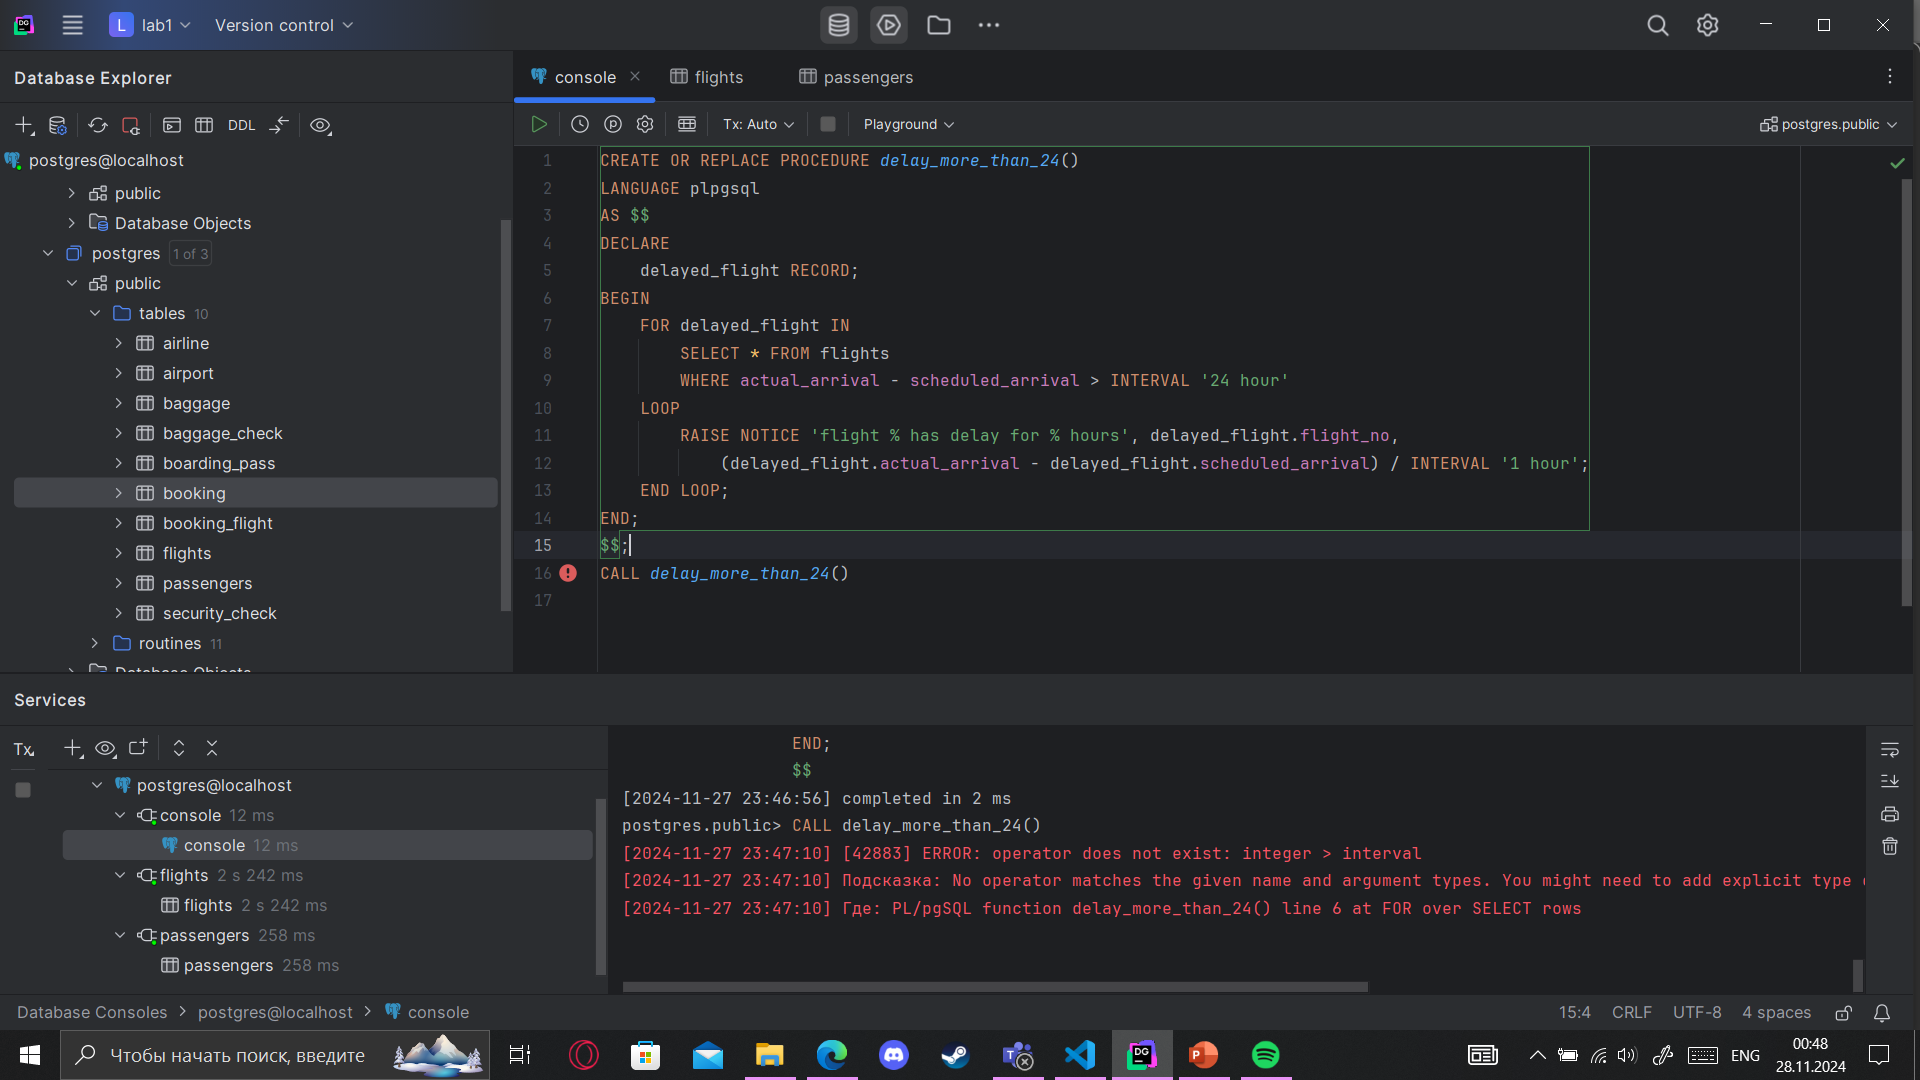 L lab1 Version control
Database Explorer
DDL
postgres@localhost
public
Database Objects
postgres 1 of 3
public
tables 10
airline
airport
baggage
baggage_check
boarding_pass
booking
booking_flight
flights
passengers
security_check
routines 11
Database Objects
console flights passengers
Tx: Auto Playground postgres.public
1 CREATE OR REPLACE PROCEDURE delay_more_than_24()
2 LANGUAGE plpgsql
3 AS $$
4 DECLARE
5 delayed_flight RECORD;
6 BEGIN
7 FOR delayed_flight IN
8 SELECT * FROM flights
9 WHERE actual_arrival - scheduled_arrival > INTERVAL '24 hour'
10 LOOP
11 RAISE NOTICE 'flight % has delay for % hours', delayed_flight.flight_no,
12 (delayed_flight.actual_arrival - delayed_flight.scheduled_arrival) / INTERVAL '1 hour';
13 END LOOP;
14 END;
15 $$;
16 CALL delay_more_than_24()
17
Services
Tx
postgres@localhost
console 12 ms
console 12 ms
flights 2 s 242 ms
flights 2 s 242 ms
passengers 258 ms
passengers 258 ms
END;
$$
[2024-11-27 23:46:56] completed in 2 ms
postgres.public> CALL delay_more_than_24()
[2024-11-27 23:47:10] [42883] ERROR: operator does not exist: integer > interval
[2024-11-27 23:47:10] Подсказка: No operator matches the given name and argument types. You might need to add explicit type
[2024-11-27 23:47:10] Где: PL/pgSQL function delay_more_than_24() line 6 at FOR over SELECT rows
Database Consoles > postgres@localhost > console
15:4 CRLF UTF-8 4 spaces
Чтобы начать поиск, введите
ENG
00:48
28.11.2024